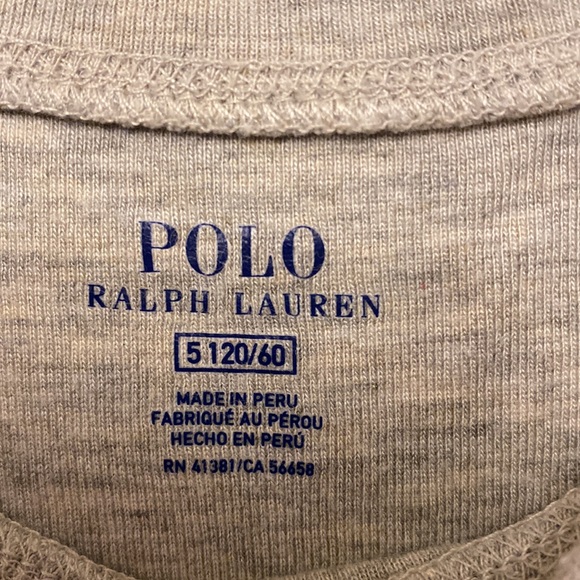 POLO
RALPH LAUREN
5 120/60
MADE IN PERU
FABRIQUÉ AU PÉROU
HECHO EN PERÚ
RN 41381/CA 56658